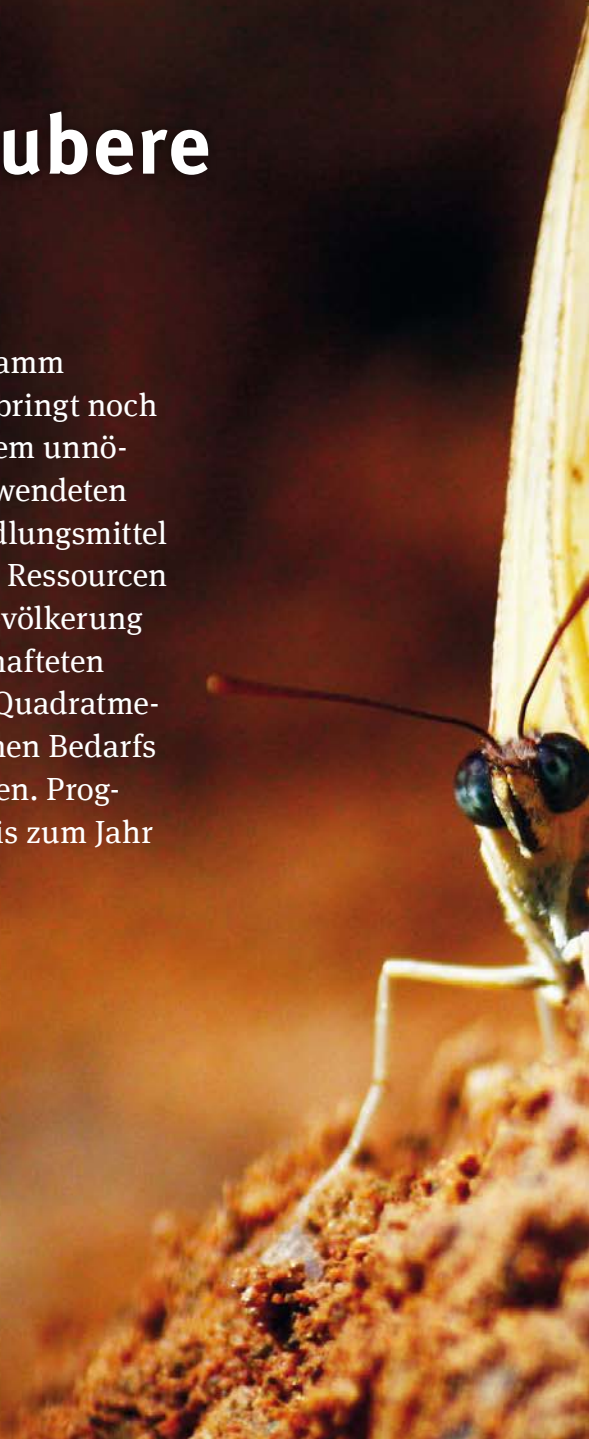 ubere
amm
bringt noch
em unnö-
wendeten
dlungsmittel
Ressourcen
völkerung
hafteten
Quadratme-
hen Bedarfs
en. Prog-
is zum Jahr